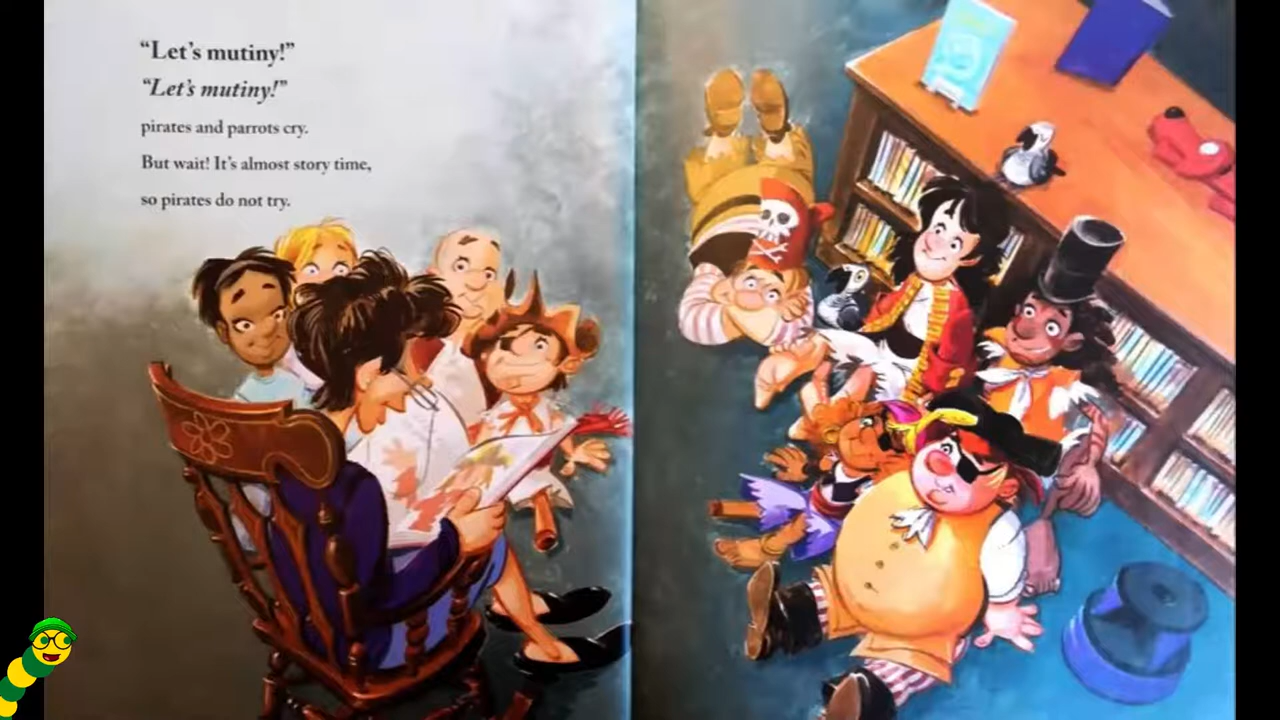 “Let’s mutiny!”
“Let’s mutiny!”
pirates and parrots cry.
But wait! It’s almost story time,
so pirates do not try.